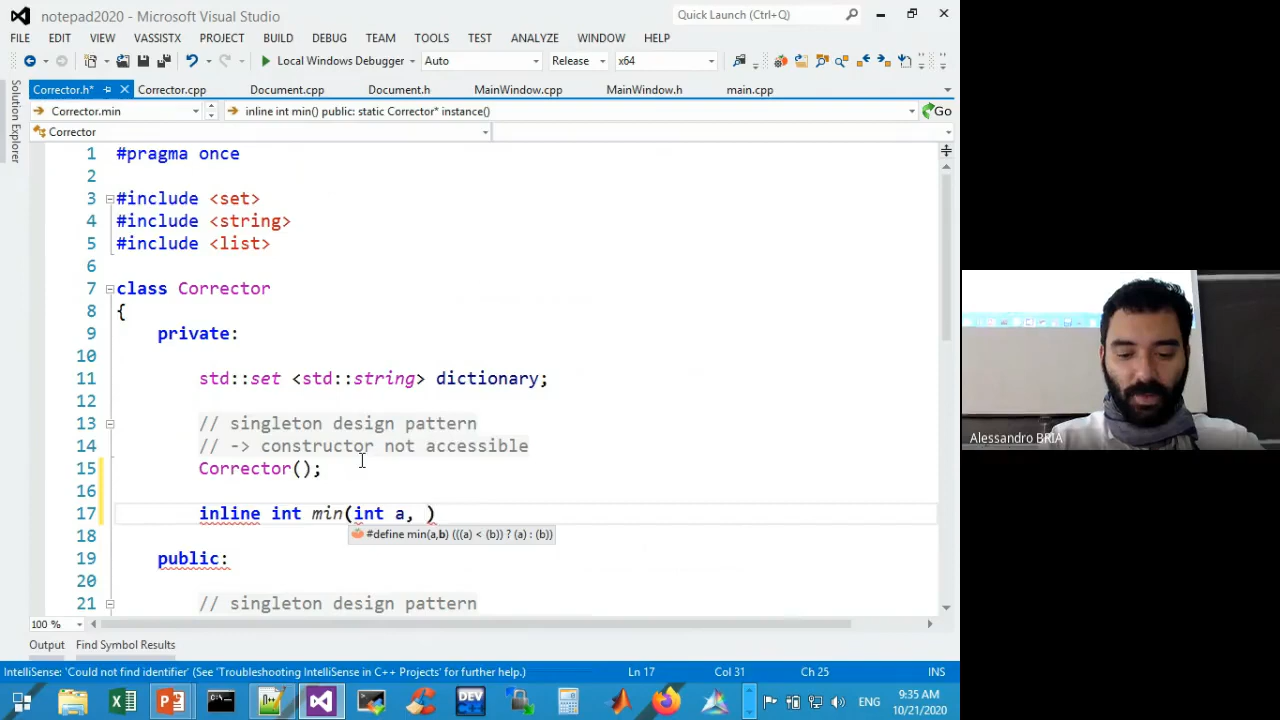 notepad2020 - Microsoft Visual Studio
Quick Launch (Ctrl+Q)
FILE EDIT VIEW VASSISTX PROJECT BUILD DEBUG TEAM TOOLS TEST ANALYZE WINDOW HELP
Local Windows Debugger Auto Release x64
Solution Explorer
Corrector.h* Corrector.cpp Document.cpp Document.h MainWindow.cpp MainWindow.h main.cpp
Corrector.min inline int min() public: static Corrector* instance() Go
Corrector
1 #pragma once
2
3 #include <set>
4 #include <string>
5 #include <list>
6
7 class Corrector
8 {
9 private:
10
11 std::set <std::string> dictionary;
12
13 // singleton design pattern
14 // -> constructor not accessible
15 Corrector();
16
17 inline int min(int a, )
#define min(a,b) (((a) < (b)) ? (a) : (b))
18
19 public:
20
21 // singleton design pattern
100 %
Output Find Symbol Results
IntelliSense: 'Could not find identifier' (See 'Troubleshooting IntelliSense in C++ Projects' for further help.) Ln 17 Col 31 Ch 25 INS
DEV
ENG
9:35 AM
10/21/2020
Alessandro BRIA